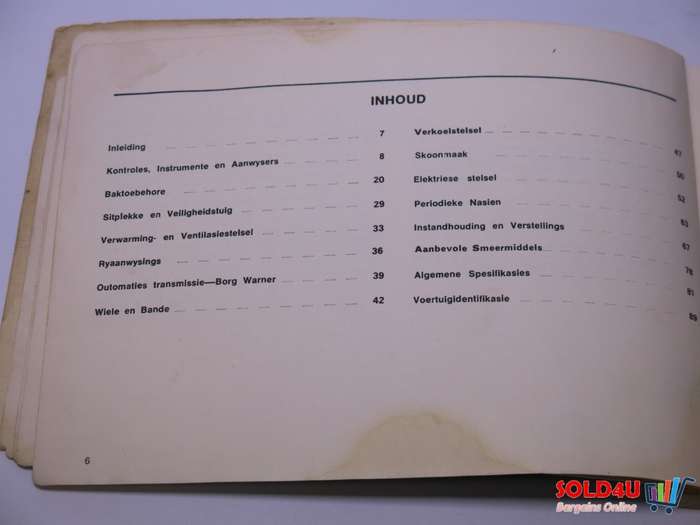 INHOUD
Inleiding 7
Kontroles, Instrumente en Aanwysers 8
Baktoebehore 20
Sitplekke en Veiligheidstuig 29
Verwarming- en Ventilasiestelsel 33
Ryaanwysings 36
Outomaties transmissie—Borg Warner 39
Wiele en Bande 42
Verkoelstelsel 47
Skoonmaak 50
Elektriese stelsel 52
Periodieke Nasien 63
Instandhouding en Verstellings 67
Aanbevole Smeermiddels 78
Algemene Spesifikasies 81
Voertuigidentifikasie 89
6
SOLD4U
Bargains Online